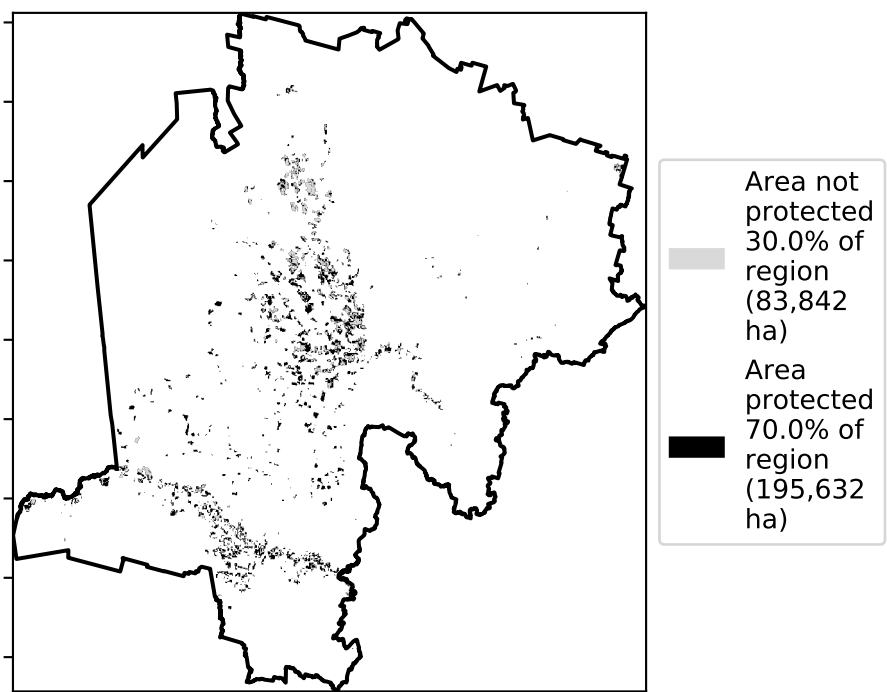 Area not
protected
30.0% of
region
(83,842
ha)
Area
protected
70.0% of
region
(195,632
ha)